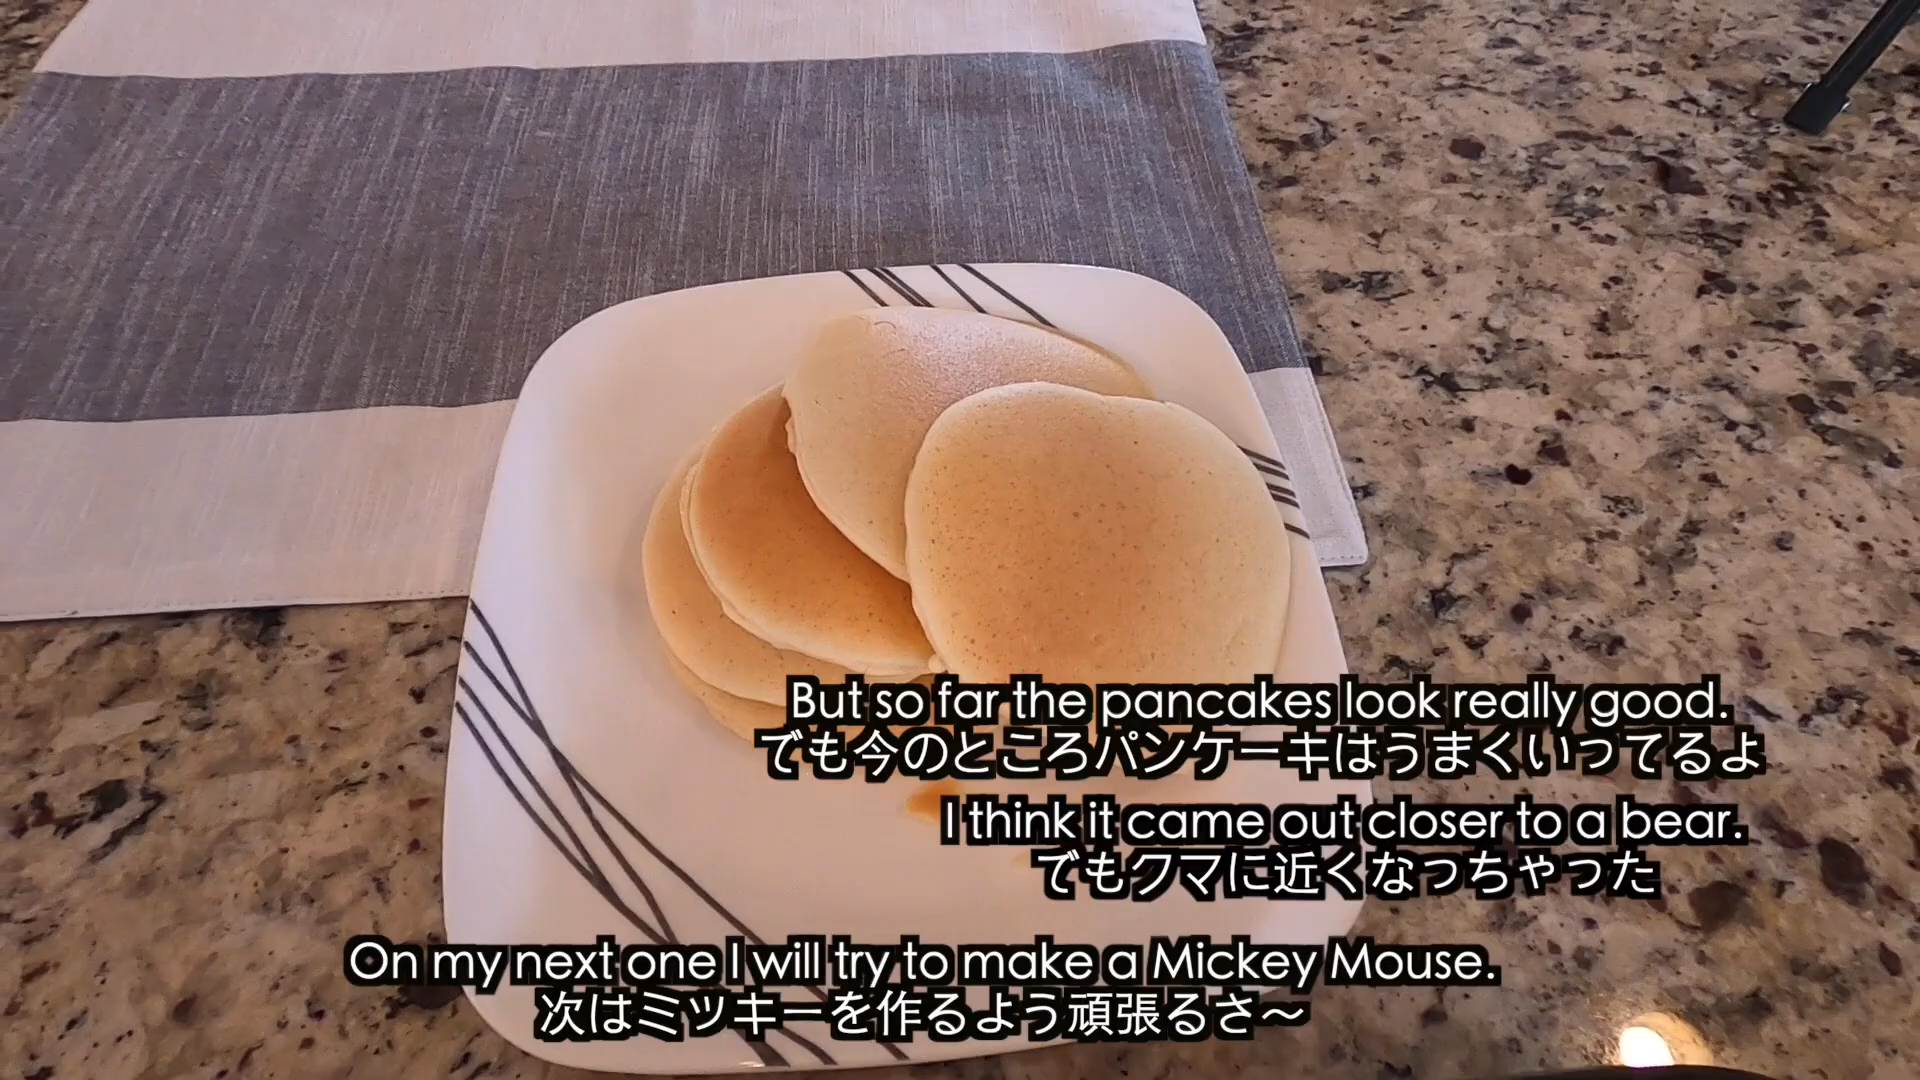 But so far the pancakes look really good.
でも今のところパンケーキはうまくいってるよ
I think it came out closer to a bear.
でもクマに近くなっちゃった
On my next one I will try to make a Mickey Mouse.
次はミッキーを作るよう頑張るさ～